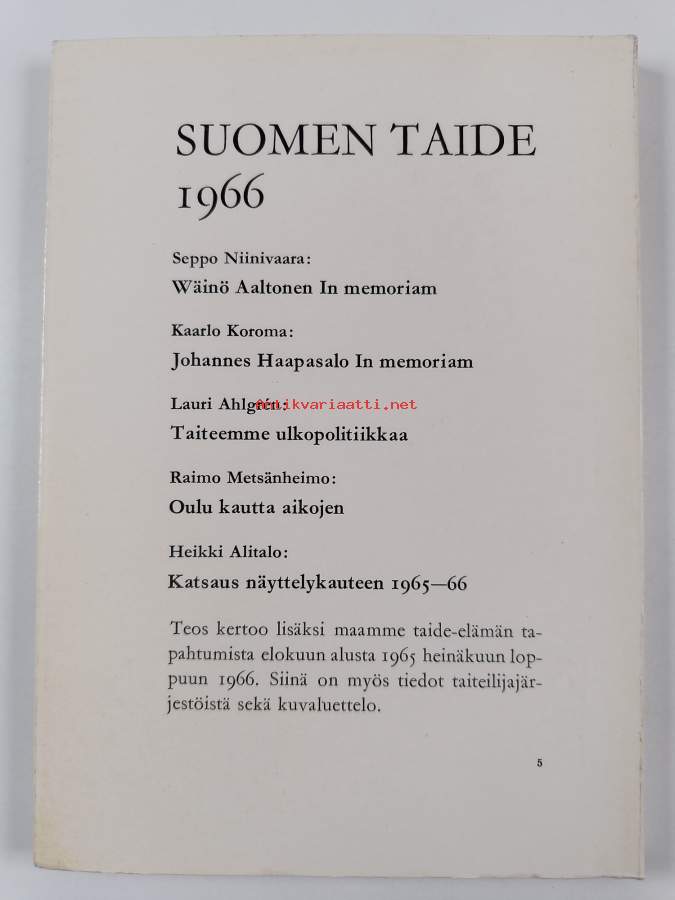 SUOMEN TAIDE
1966
Seppo Niinivaara:
Wäinö Aaltonen In memoriam
Kaarlo Koroma:
Johannes Haapasalo In memoriam
Lauri Ahlgrén:
Antikvariaatti.net
Taiteemme ulkopolitiikkaa
Raimo Metsänheimo:
Oulu kautta aikojen
Heikki Alitalo:
Katsaus näyttelykauteen 1965—66
Teos kertoo lisäksi maamme taide-elämän ta-
pahtumista elokuun alusta 1965 heinäkuun lop-
puun 1966. Siinä on myös tiedot taiteilijajär-
jestöistä sekä kuvaluettelo.
5